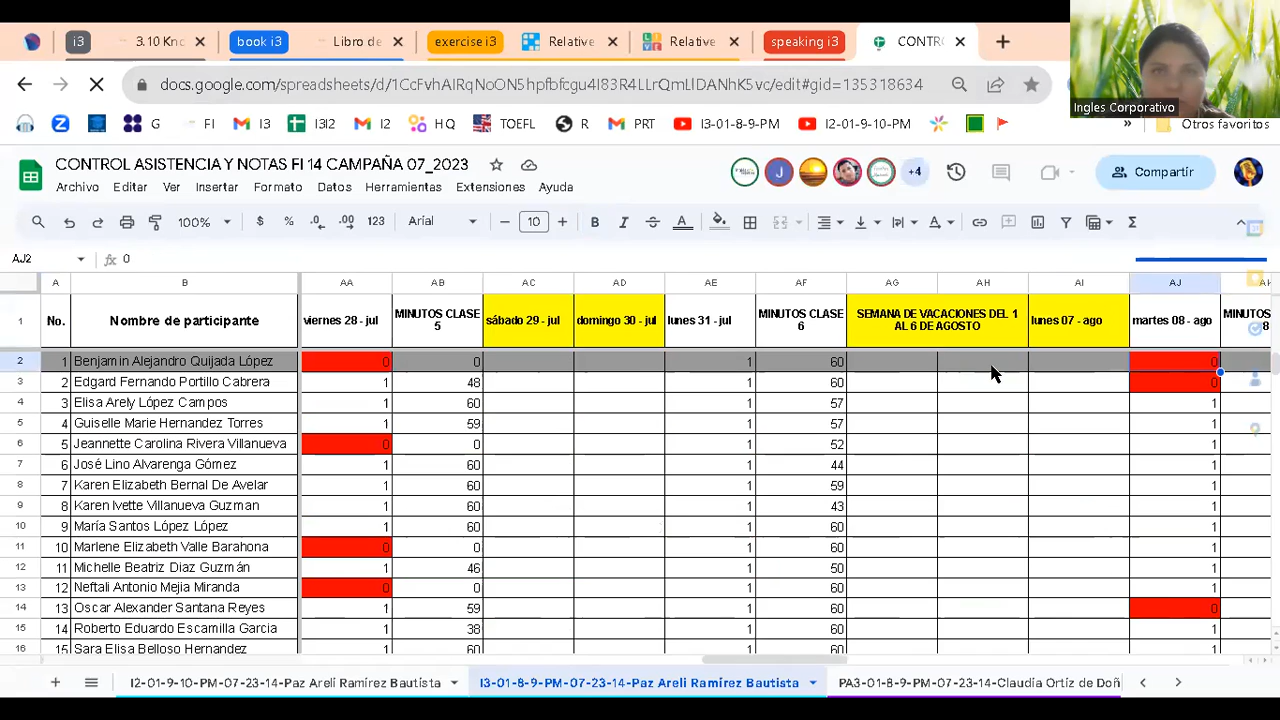 i3 3.10 Knc book i3 Libro de exercise i3 Relative Relative speaking i3 CONTR
docs.google.com/spreadsheets/d/1CcFvhAIRqNoON5hpfbfcgu4I83R4LLrQmLlDANhK5vc/edit#gid=135318634
Ingles Corporativo
G FI I3 I3I2 I2 HQ TOEFL R PRT I3-01-8-9-PM I2-01-9-10-PM » Otros favoritos
CONTROL ASISTENCIA Y NOTAS FI 14 CAMPAÑA 07_2023
J +4 Compartir
Archivo Editar Ver Insertar Formato Datos Herramientas Extensiones Ayuda
100% $ % .0 .00 123 Arial 10 B I A
AJ2 fx 0
A B AA AB AC AD AE AF AG AH AI AJ
1 No. Nombre de participante viernes 28 - jul MINUTOS CLASE 5 sábado 29 - jul domingo 30 - jul lunes 31 - jul MINUTOS CLASE 6 SEMANA DE VACACIONES DEL 1 AL 6 DE AGOSTO lunes 07 - ago martes 08 - ago MINUTOS 8
2 1 Benjamin Alejandro Quijada López 0 0 1 60 0
3 2 Edgard Fernando Portillo Cabrera 1 48 1 60 0
4 3 Elisa Arely López Campos 1 60 1 57 1
5 4 Guiselle Marie Hernandez Torres 1 59 1 57 1
6 5 Jeannette Carolina Rivera Villanueva 0 0 1 52 1
7 6 José Lino Alvarenga Gómez 1 60 1 44 1
8 7 Karen Elizabeth Bernal De Avelar 1 60 1 59 1
9 8 Karen Ivette Villanueva Guzman 1 60 1 43 1
10 9 María Santos López López 1 60 1 60 1
11 10 Marlene Elizabeth Valle Barahona 0 0 1 60 1
12 11 Michelle Beatriz Diaz Guzmán 1 46 1 50 1
13 12 Neftali Antonio Mejia Miranda 0 0 1 60 1
14 13 Oscar Alexander Santana Reyes 1 59 1 60 0
15 14 Roberto Eduardo Escamilla Garcia 1 38 1 60 1
16 15 Sara Elisa Belloso Hernandez 1 60 1 60 1
I2-01-9-10-PM-07-23-14-Paz Areli Ramírez Bautista I3-01-8-9-PM-07-23-14-Paz Areli Ramírez Bautista PA3-01-8-9-PM-07-23-14-Claudia Ortiz de Doñ